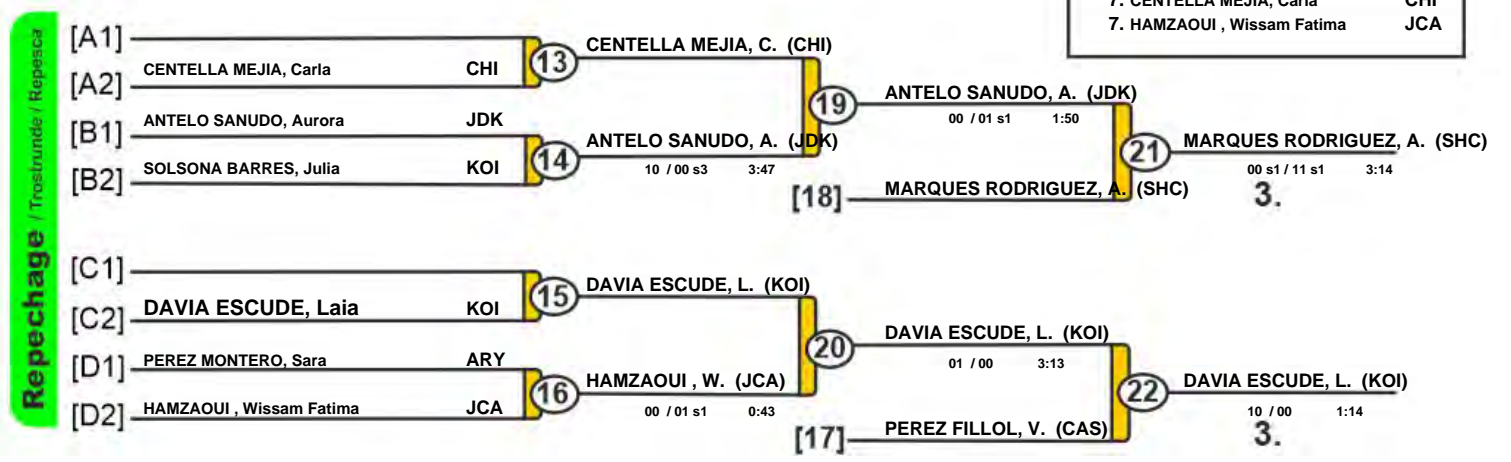 7. CENTELLA MEJIA, Carla CHI
7. HAMZAOUI , Wissam Fatima JCA
Repechage / Trostrunde / Repesca
[A1]
[A2] CENTELLA MEJIA, Carla CHI
13
CENTELLA MEJIA, C. (CHI)
[B1] ANTELO SANUDO, Aurora JDK
[B2] SOLSONA BARRES, Julia KOI
14
ANTELO SANUDO, A. (JDK)
10 / 00 s3 3:47
19
ANTELO SANUDO, A. (JDK)
00 / 01 s1 1:50
[18] MARQUES RODRIGUEZ, A. (SHC)
21
MARQUES RODRIGUEZ, A. (SHC)
00 s1 / 11 s1 3:14
3.
[C1]
[C2] DAVIA ESCUDE, Laia KOI
15
DAVIA ESCUDE, L. (KOI)
[D1] PEREZ MONTERO, Sara ARY
[D2] HAMZAOUI , Wissam Fatima JCA
16
HAMZAOUI , W. (JCA)
00 / 01 s1 0:43
20
DAVIA ESCUDE, L. (KOI)
01 / 00 3:13
[17] PEREZ FILLOL, V. (CAS)
22
DAVIA ESCUDE, L. (KOI)
10 / 00 1:14
3.